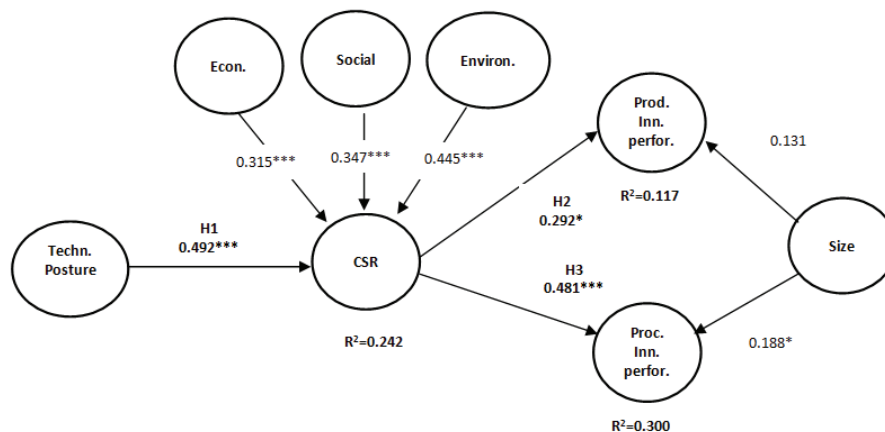 Econ.
Social
Environ.
Prod.
Inn.
perfor.
0.315***
0.347***
0.445***
0.131
R²=0.117
H2
0.292*
H1
0.492***
Techn.
Posture
CSR
Size
H3
0.481***
R²=0.242
Proc.
Inn.
perfor.
0.188*
R²=0.300